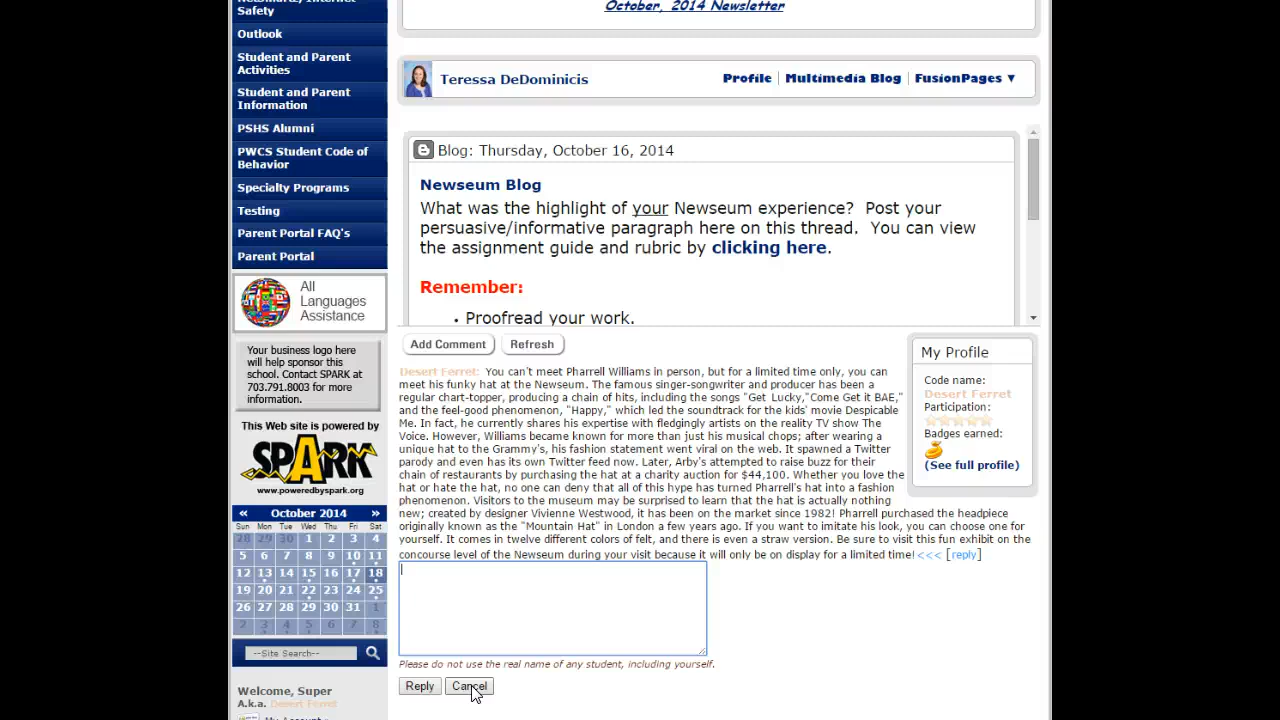 Safety
Outlook
Student and Parent
Activities
Student and Parent
Information
PSHS Alumni
PWCS Student Code of
Behavior
Specialty Programs
Testing
Parent Portal FAQ's
Parent Portal
All
Languages
Assistance
Your business logo here
will help sponsor this
school. Contact SPARK at
703.791.8003 for more
information.
This Web site is powered by
SPARK
www.poweredbyspark.org
« October 2014 »
Sun Mon Tue Wed Thu Fri Sat
28 29 30 1 2 3 4
5 6 7 8 9 10 11
12 13 14 15 16 17 18
19 20 21 22 23 24 25
26 27 28 29 30 31 1
2 3 4 5 6 7 8
--Site Search--
Welcome, Super
A.k.a. Desert Ferret
October, 2014 Newsletter
Teressa DeDominicis
Profile | Multimedia Blog | FusionPages ▼
Blog: Thursday, October 16, 2014
Newseum Blog
What was the highlight of your Newseum experience? Post your
persuasive/informative paragraph here on this thread. You can view
the assignment guide and rubric by clicking here.
Remember:
• Proofread your work.
Add Comment
Refresh
Desert Ferret: You can't meet Pharrell Williams in person, but for a limited time only, you can
meet his funky hat at the Newseum. The famous singer-songwriter and producer has been a
regular chart-topper, producing a chain of hits, including the songs "Get Lucky,"Come Get it BAE,"
and the feel-good phenomenon, "Happy," which led the soundtrack for the kids' movie Despicable
Me. In fact, he currently shares his expertise with fledgingly artists on the reality TV show The
Voice. However, Williams became known for more than just his musical chops; after wearing a
unique hat to the Grammy's, his fashion statement went viral on the web. It spawned a Twitter
parody and even has its own Twitter feed now. Later, Arby's attempted to raise buzz for their
chain of restaurants by purchasing the hat at a charity auction for $44,100. Whether you love the
hat or hate the hat, no one can deny that all of this hype has turned Pharrell's hat into a fashion
phenomenon. Visitors to the museum may be surprised to learn that the hat is actually nothing
new; created by designer Vivienne Westwood, it has been on the market since 1982! Pharrell purchased the headpiece
originally known as the "Mountain Hat" in London a few years ago. If you want to imitate his look, you can choose one for
yourself. It comes in twelve different colors of felt, and there is even a straw version. Be sure to visit this fun exhibit on the
concourse level of the Newseum during your visit because it will only be on display for a limited time! <<< [reply]
Please do not use the real name of any student, including yourself.
Reply
Cancel
My Profile
Code name:
Desert Ferret
Participation:
Badges earned:
(See full profile)